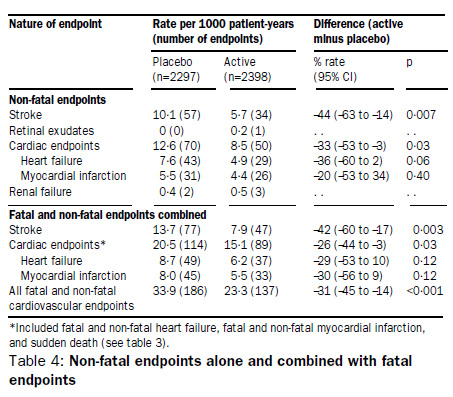 Nature of endpoint Rate per 1000 patient-years Difference (active
(number of endpoints) minus placebo)
Placebo Active % rate p
(n=2297) (n=2398) (95% CI)
Non-fatal endpoints
Stroke 10·1 (57) 5·7 (34) –44 (–63 to –14) 0·007
Retinal exudates 0 (0) 0·2 (1) . . . .
Cardiac endpoints 12·6 (70) 8·5 (50) –33 (–53 to –3) 0·03
Heart failure 7·6 (43) 4·9 (29) –36 (–60 to 2) 0·06
Myocardial infarction 5·5 (31) 4·4 (26) –20 (–53 to 34) 0·40
Renal failure 0·4 (2) 0·5 (3) . . . .
Fatal and non-fatal endpoints combined
Stroke 13·7 (77) 7·9 (47) –42 (–60 to –17) 0·003
Cardiac endpoints* 20·5 (114) 15·1 (89) –26 (–44 to –3) 0·03
Heart failure 8·7 (49) 6·2 (37) –29 (–53 to 10) 0·12
Myocardial infarction 8·0 (45) 5·5 (33) –30 (–56 to 9) 0·12
All fatal and non-fatal 33·9 (186) 23·3 (137) –31 (–45 to –14) <0·001
cardiovascular endpoints
*Included fatal and non-fatal heart failure, fatal and non-fatal myocardial infarction,
and sudden death (see table 3).
Table 4: Non-fatal endpoints alone and combined with fatal
endpoints